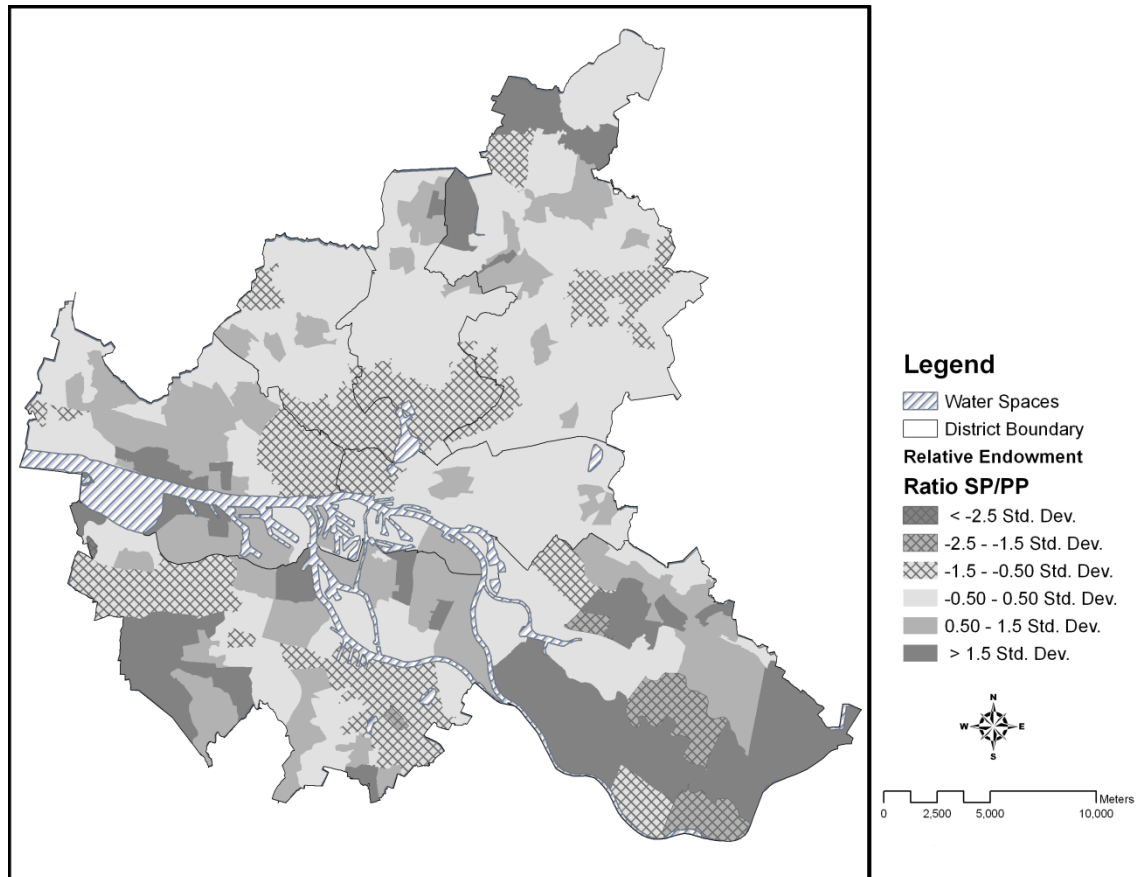 Legend
Water Spaces
District Boundary
Relative Endowment
Ratio SP/PP
< -2.5 Std. Dev.
-2.5 - -1.5 Std. Dev.
-1.5 - -0.50 Std. Dev.
-0.50 - 0.50 Std. Dev.
0.50 - 1.5 Std. Dev.
> 1.5 Std. Dev.
N
W E
S
Meters
0 2,500 5,000 10,000